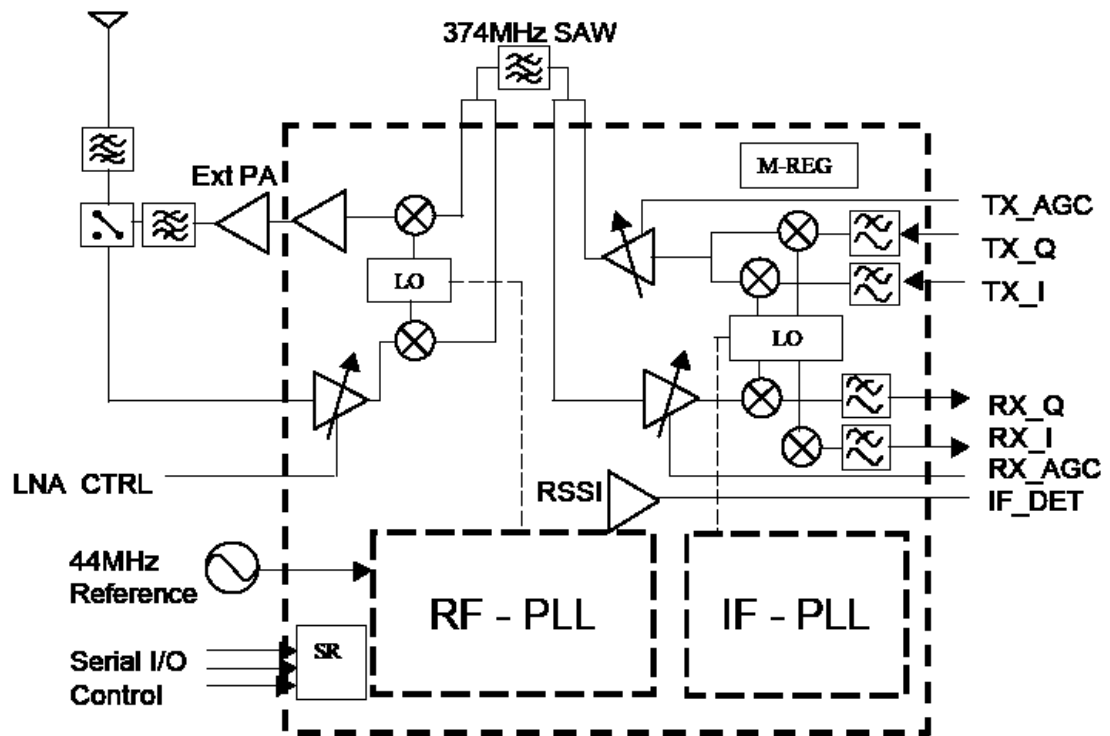 374MHz SAW
M-REG
Ext PA
TX_AGC
TX_Q
TX_I
LO
LO
RX_Q
RX_I
RX_AGC
IF_DET
LNA CTRL
RSSI
44MHz
Reference
RF - PLL
IF - PLL
SR
Serial I/O
Control